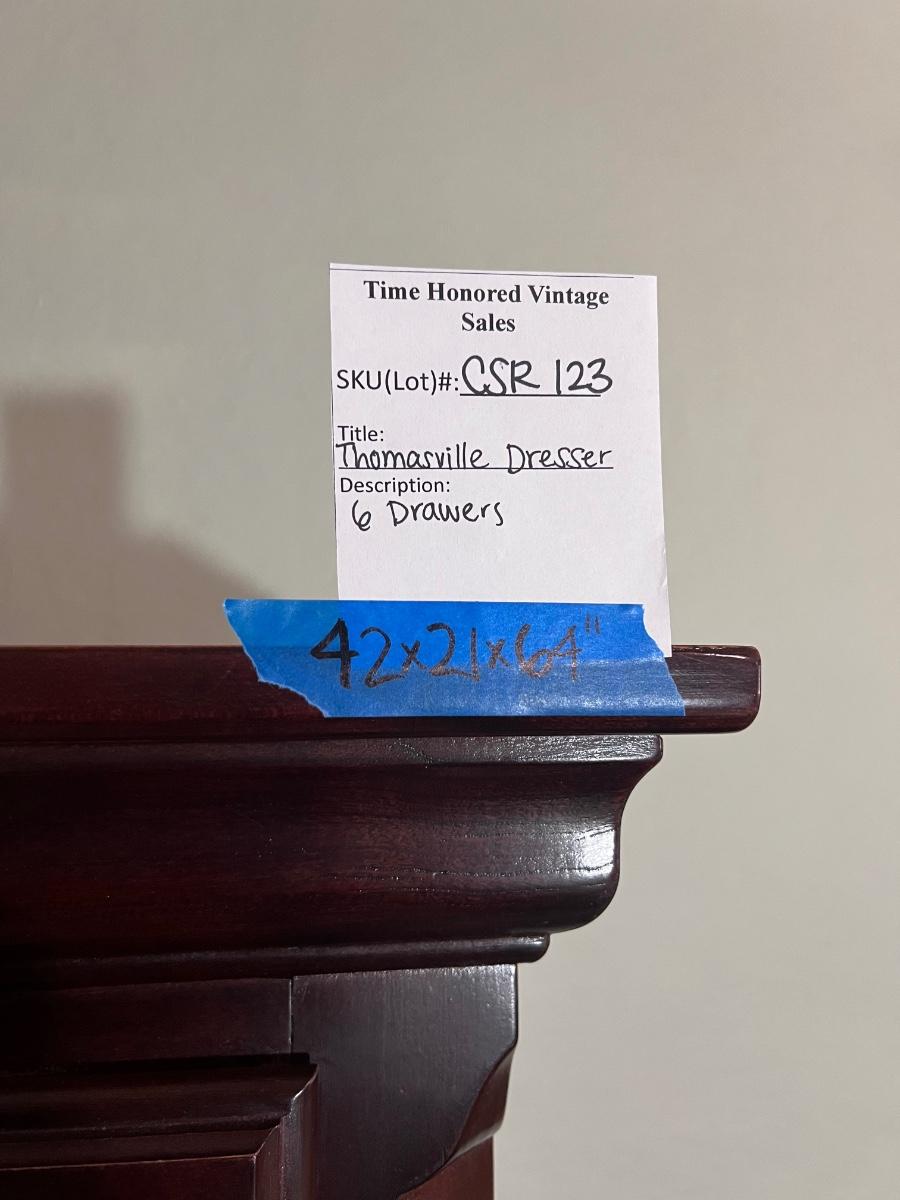 Time Honored Vintage
Sales
SKU(Lot)#: CSR 123
Title:
Thomasville Dresser
Description:
6 Drawers
42x21x64"